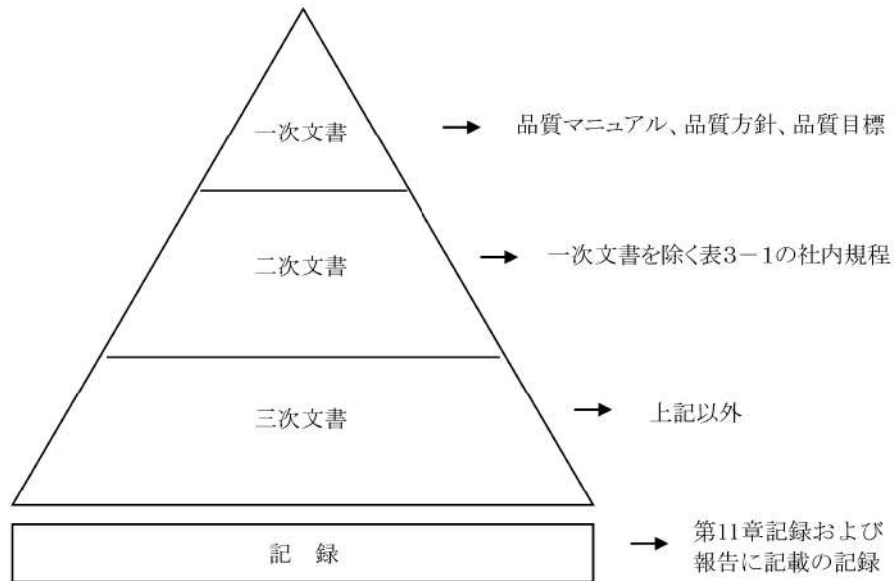 一次文書
品質マニュアル、品質方針、品質目標
二次文書
一次文書を除く表3-1の社内規程
三次文書
上記以外
記　録
第11章記録および
報告に記載の記録